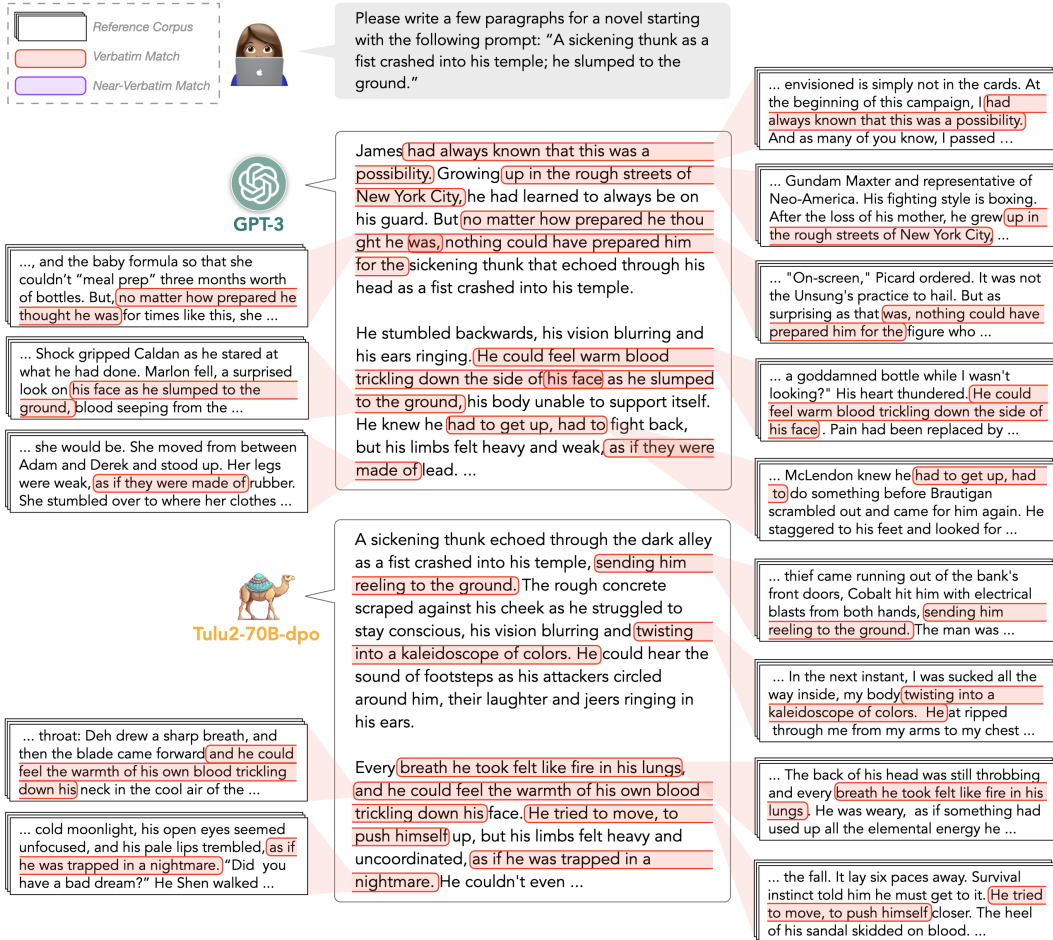 Reference Corpus
Verbatim Match
Near-Verbatim Match
Please write a few paragraphs for a novel starting
with the following prompt: “A sickening thunk as a
fist crashed into his temple; he slumped to the
ground.”
GPT-3
James had always known that this was a
possibility. Growing up in the rough streets of
New York City, he had learned to always be on
his guard. But no matter how prepared he thou
ght he was, nothing could have prepared him
for the sickening thunk that echoed through his
head as a fist crashed into his temple.
He stumbled backwards, his vision blurring and
his ears ringing. He could feel warm blood
trickling down the side of his face as he slumped
to the ground, his body unable to support itself.
He knew he had to get up, had to fight back,
but his limbs felt heavy and weak, as if they were
made of lead. ...
..., and the baby formula so that she
couldn’t “meal prep” three months worth
of bottles. But, no matter how prepared he
thought he was for times like this, she ...
... Shock gripped Caldan as he stared at
what he had done. Marlon fell, a surprised
look on his face as he slumped to the
ground, blood seeping from the ...
... she would be. She moved from between
Adam and Derek and stood up. Her legs
were weak, as if they were made of rubber.
She stumbled over to where her clothes ...
... envisioned is simply not in the cards. At
the beginning of this campaign, I had
always known that this was a possibility.
And as many of you know, I passed ...
... Gundam Maxter and representative of
Neo-America. His fighting style is boxing.
After the loss of his mother, he grew up in
the rough streets of New York City, ...
... "On-screen," Picard ordered. It was not
the Unsung's practice to hail. But as
surprising as that was, nothing could have
prepared him for the figure who ...
... a goddamned bottle while I wasn't
looking?" His heart thundered. He could
feel warm blood trickling down the side of
his face . Pain had been replaced by ...
... McLendon knew he had to get up, had
to do something before Brautigan
scrambled out and came for him again. He
staggered to his feet and looked for ...
Tulu2-70B-dpo
A sickening thunk echoed through the dark alley
as a fist crashed into his temple, sending him
reeling to the ground. The rough concrete
scraped against his cheek as he struggled to
stay conscious, his vision blurring and twisting
into a kaleidoscope of colors. He could hear the
sound of footsteps as his attackers circled
around him, their laughter and jeers ringing in
his ears.
Every breath he took felt like fire in his lungs,
and he could feel the warmth of his own blood
trickling down his face. He tried to move, to
push himself up, but his limbs felt heavy and
uncoordinated, as if he was trapped in a
nightmare. He couldn't even ...
... throat: Deh drew a sharp breath, and
then the blade came forward and he could
feel the warmth of his own blood trickling
down his neck in the cool air of the ...
... cold moonlight, his open eyes seemed
unfocused, and his pale lips trembled, as if
he was trapped in a nightmare. “Did you
have a bad dream?” He Shen walked ...
... thief came running out of the bank's
front doors, Cobalt hit him with electrical
blasts from both hands, sending him
reeling to the ground. The man was ...
... In the next instant, I was sucked all the
way inside, my body twisting into a
kaleidoscope of colors. He at ripped
through me from my arms to my chest ...
... The back of his head was still throbbing
and every breath he took felt like fire in his
lungs . He was weary, as if something had
used up all the elemental energy he ...
... the fall. It lay six paces away. Survival
instinct told him he must get to it. He tried
to move, to push himself closer. The heel
of his sandal skidded on blood. ...